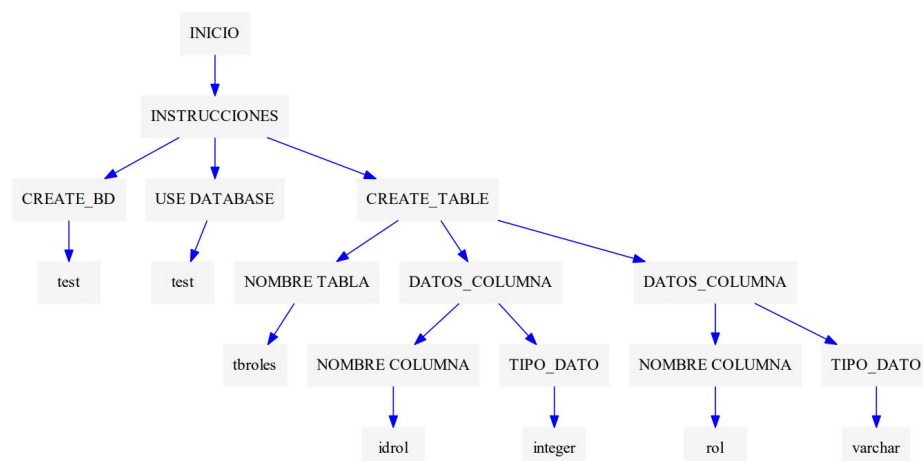 INICIO
INSTRUCCIONES
CREATE_BD
USE DATABASE
CREATE_TABLE
test
test
NOMBRE TABLA
DATOS_COLUMNA
DATOS_COLUMNA
tbroles
NOMBRE COLUMNA
TIPO_DATO
NOMBRE COLUMNA
TIPO_DATO
idrol
integer
rol
varchar